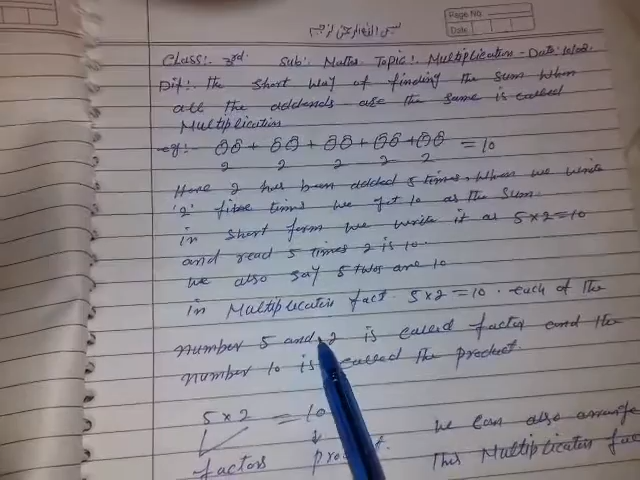 Page No
Date
بسم اللہ الرحمٰن الرحیم
Class:- 3rd Sub: Maths Topic:- Multiplication - Date:
Dif:- The short way of finding the sum when
all the addends are the same is called
Multiplication
eg:- + + + + = 10
2 2 2 2 2
Here 2 has been added 5 times. When we write
'2' five times we get 10 as the sum.
in short form we write it as 5 × 2 = 10
and read 5 times 2 is 10.
we also say 5 twos are 10
in Multiplication fact. 5 × 2 = 10. each of the
number 5 and 2 is called factor and the
number 10 is called the product.
5 × 2 = 10 we can also arrange
factors product. This Multiplication fac